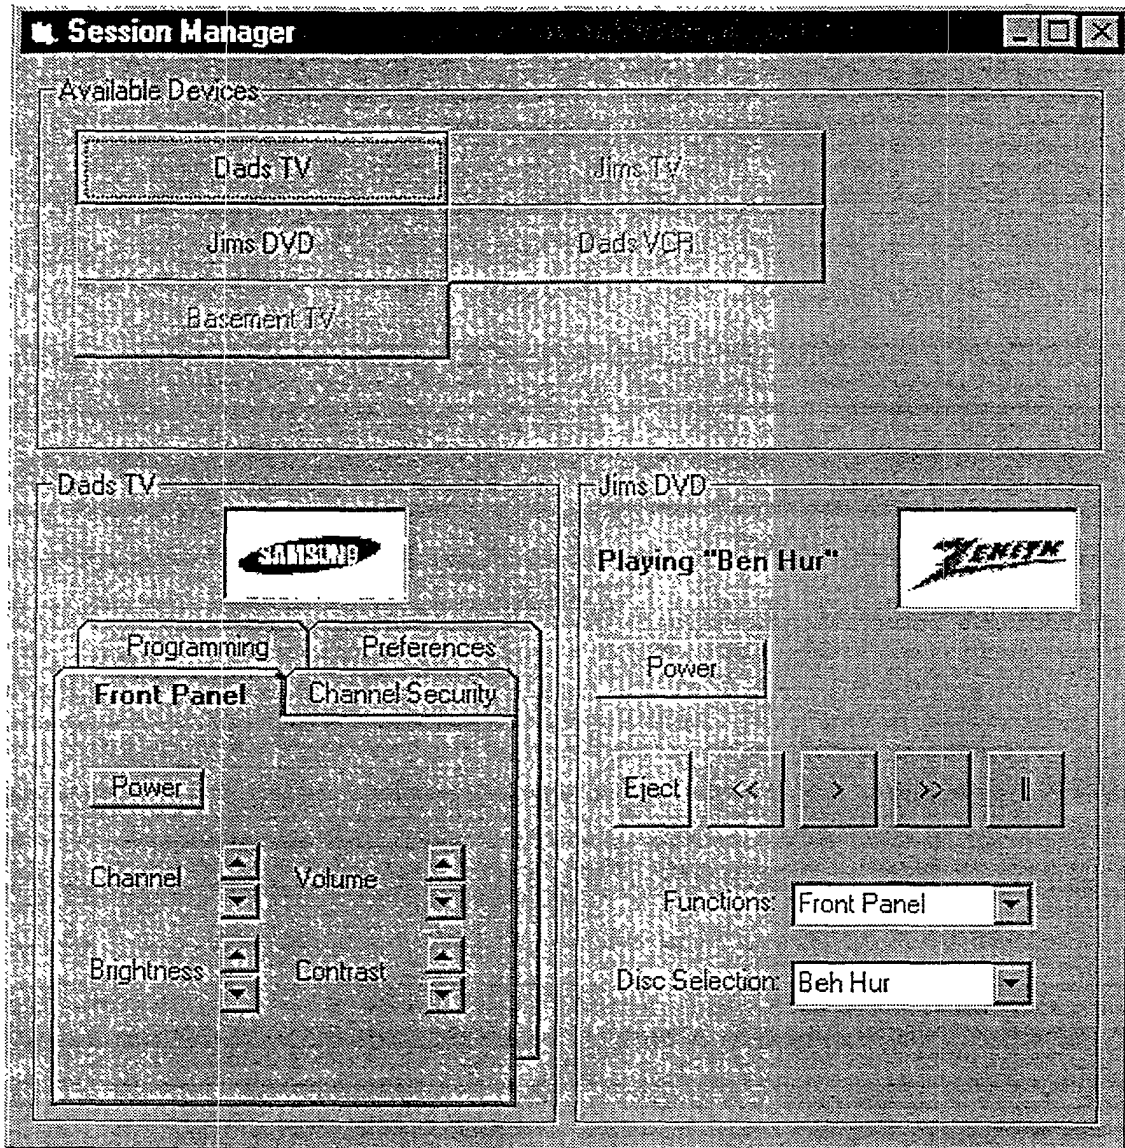 Session Manager
Available Devices
Dads TV
Jims TV
Jims DVD
Dads VCR
Basement TV
Dads TV
SAMSUNG
Programming
Preferences
Front Panel
Channel Security
Power
Channel
Volume
Brightness
Contrast
Jims DVD
Playing "Ben Hur"
ZENITH
Power
Eject << > >> ||
Functions: Front Panel
Disc Selection: Beh Hur